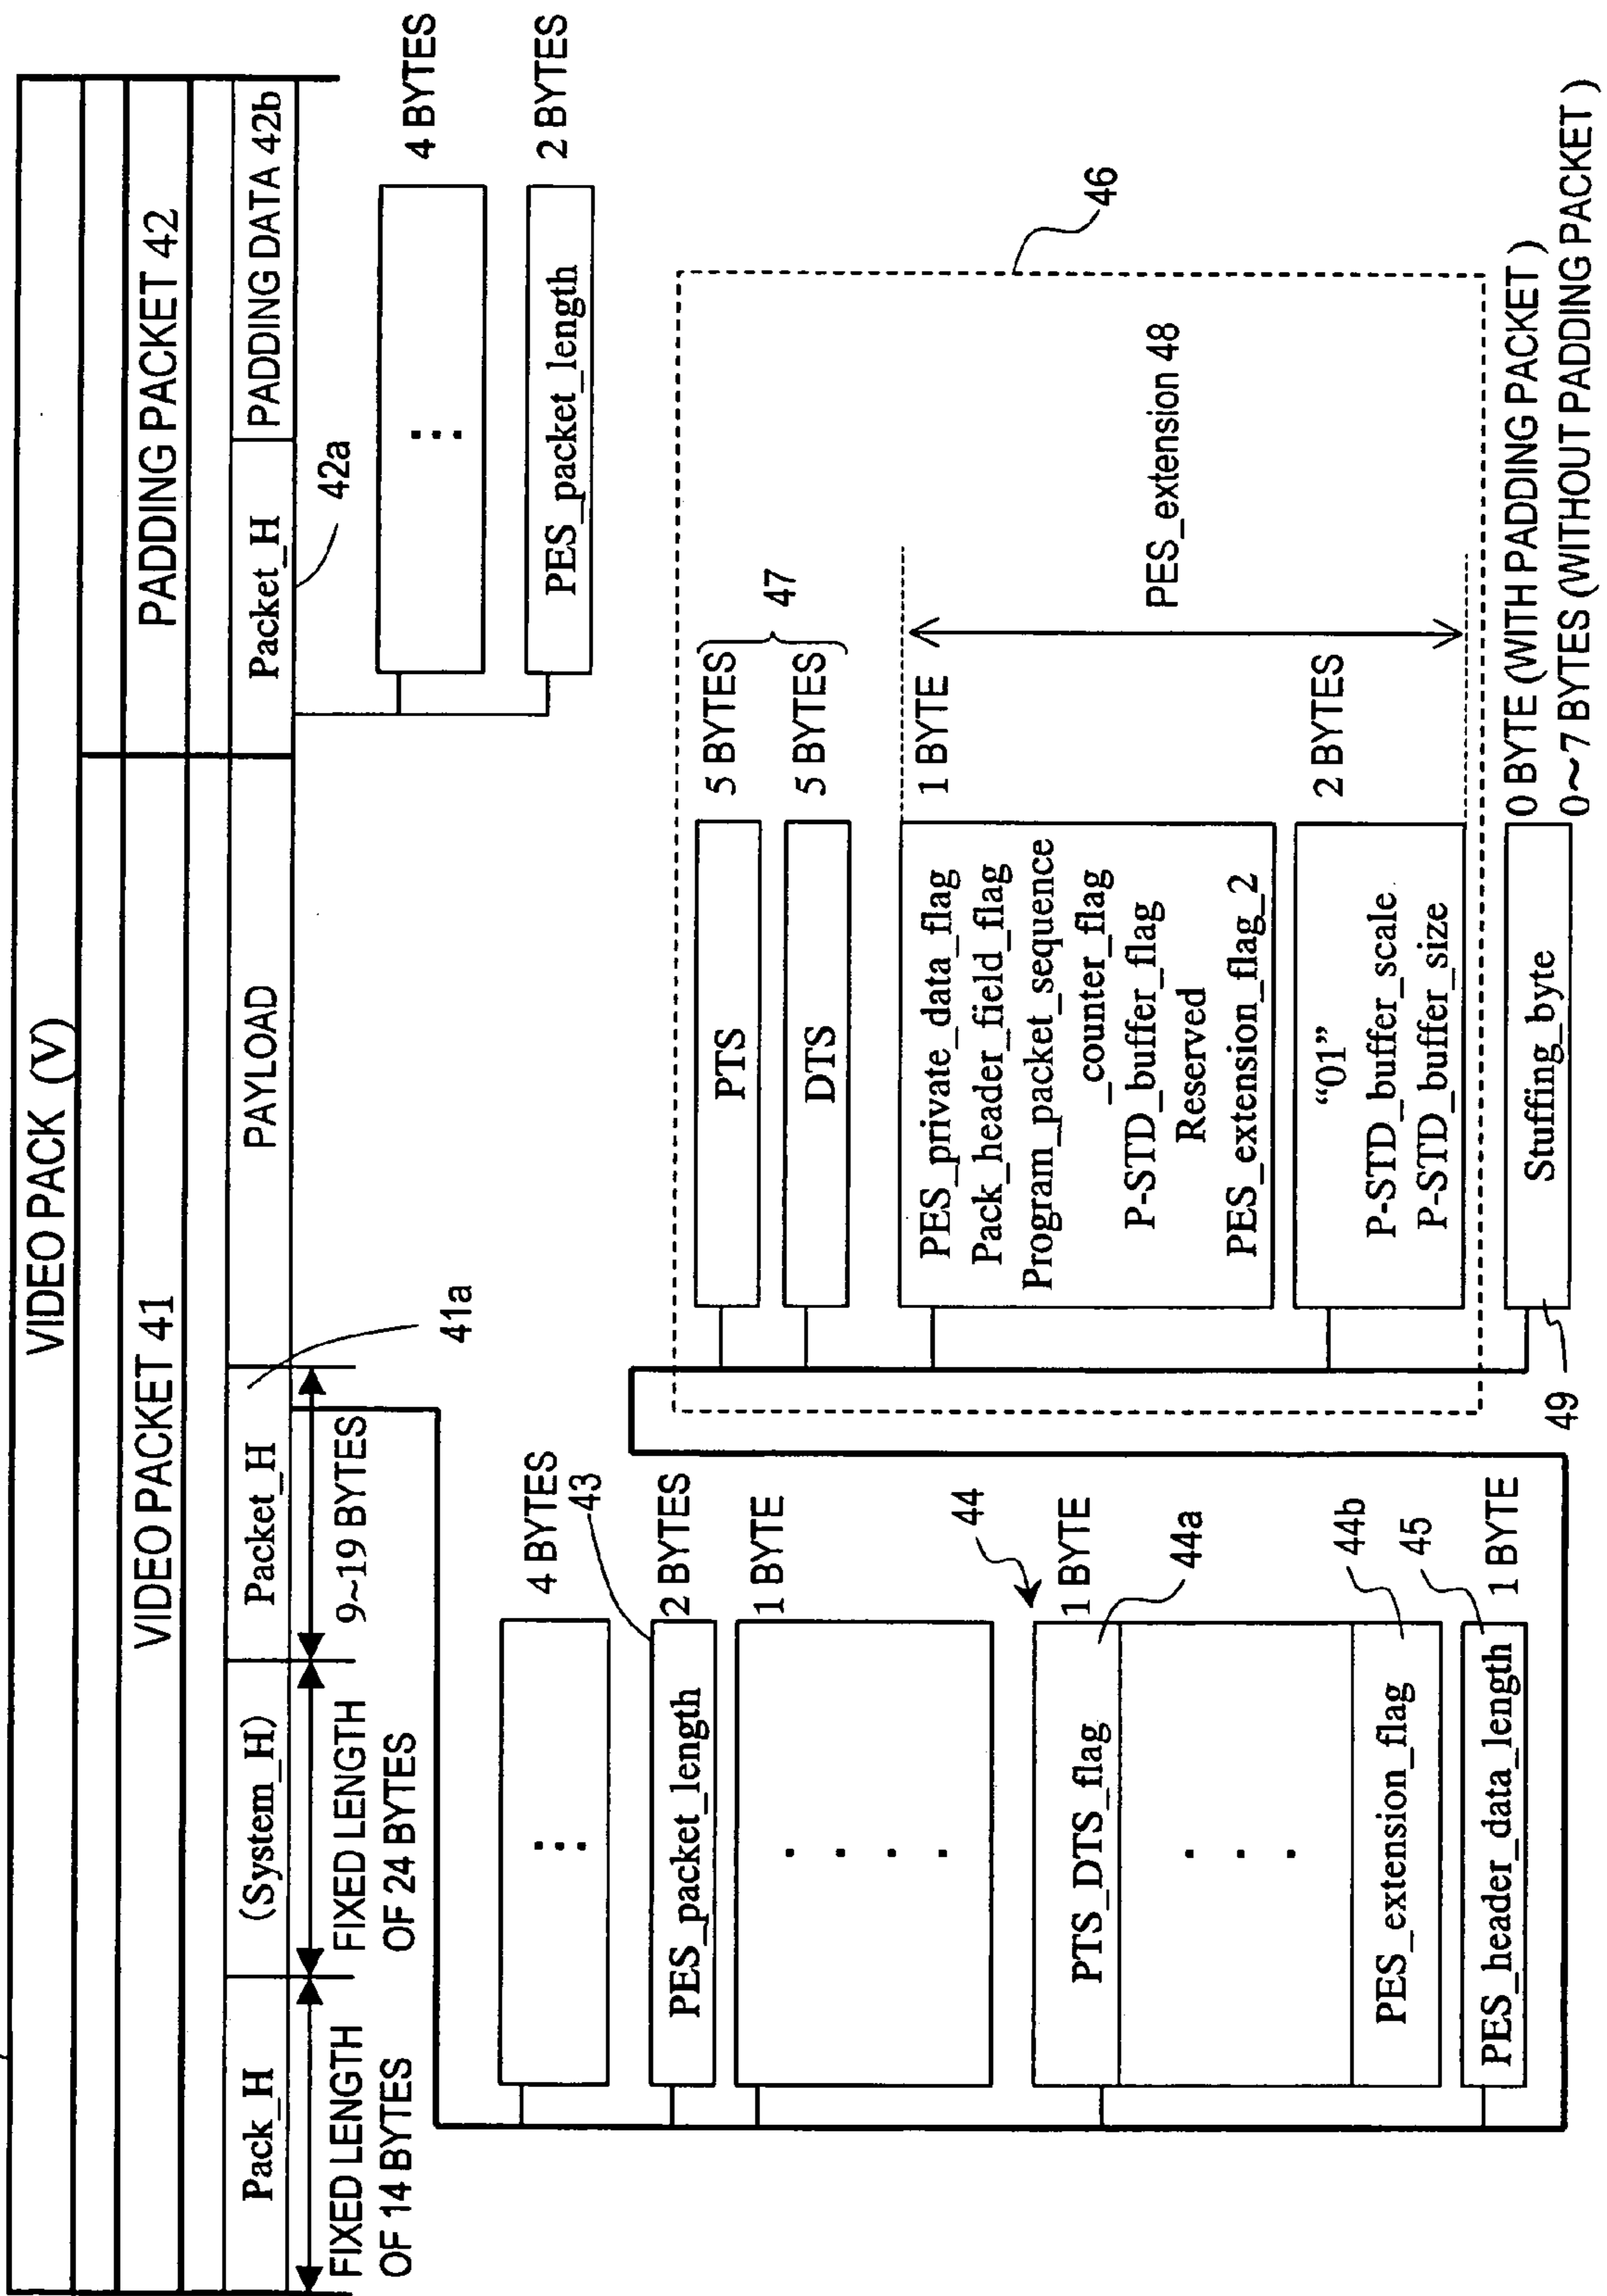 VIDEO PACK (V)
VIDEO PACKET 41
PADDING PACKET 42
Pack_H
(System_H)
Packet_H
PAYLOAD
Packet_H
PADDING DATA 42b
FIXED LENGTH
OF 14 BYTES
FIXED LENGTH
OF 24 BYTES
9~19 BYTES
41a
42a
⋮
4 BYTES
PES_packet_length
2 BYTES
⋮
4 BYTES
43
PES_packet_length
2 BYTES
. . . .
1 BYTE
44
PTS_DTS_flag
1 BYTE
44a
. . .
PES_extension_flag
44b
45
PES_header_data_length
1 BYTE
PTS
5 BYTES
DTS
5 BYTES
47
46
PES_private_data_flag
Pack_header_field_flag
Program_packet_sequence
_counter_flag
P-STD_buffer_flag
Reserved
PES_extension_flag_2
1 BYTE
PES_extension 48
“01”
P-STD_buffer_scale
P-STD_buffer_size
2 BYTES
Stuffing_byte
49
0 BYTE (WITH PADDING PACKET )
0~7 BYTES (WITHOUT PADDING PACKET )